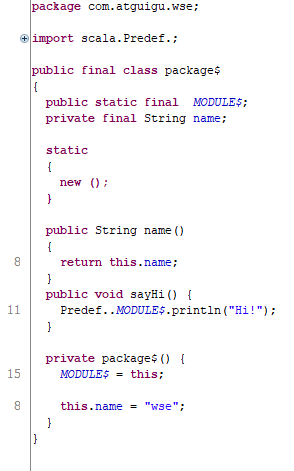 package com.atguigu.wse;
import scala.Predef.;
public final class package$
{
public static final  MODULE$;
private final String name;
static
{
new ();
}
public String name()
{
8 return this.name;
}
public void sayHi() {
11 Predef..MODULE$.println("Hi!");
}
private package$() {
15 MODULE$ = this;
8 this.name = "wse";
}
}